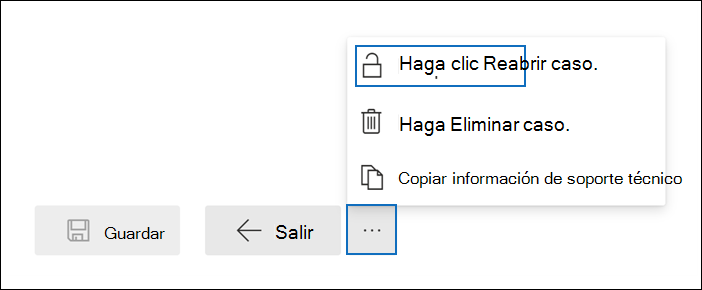 Haga clic Reabrir caso.
Haga Eliminar caso.
Copiar información de soporte técnico
Guardar
Salir
...